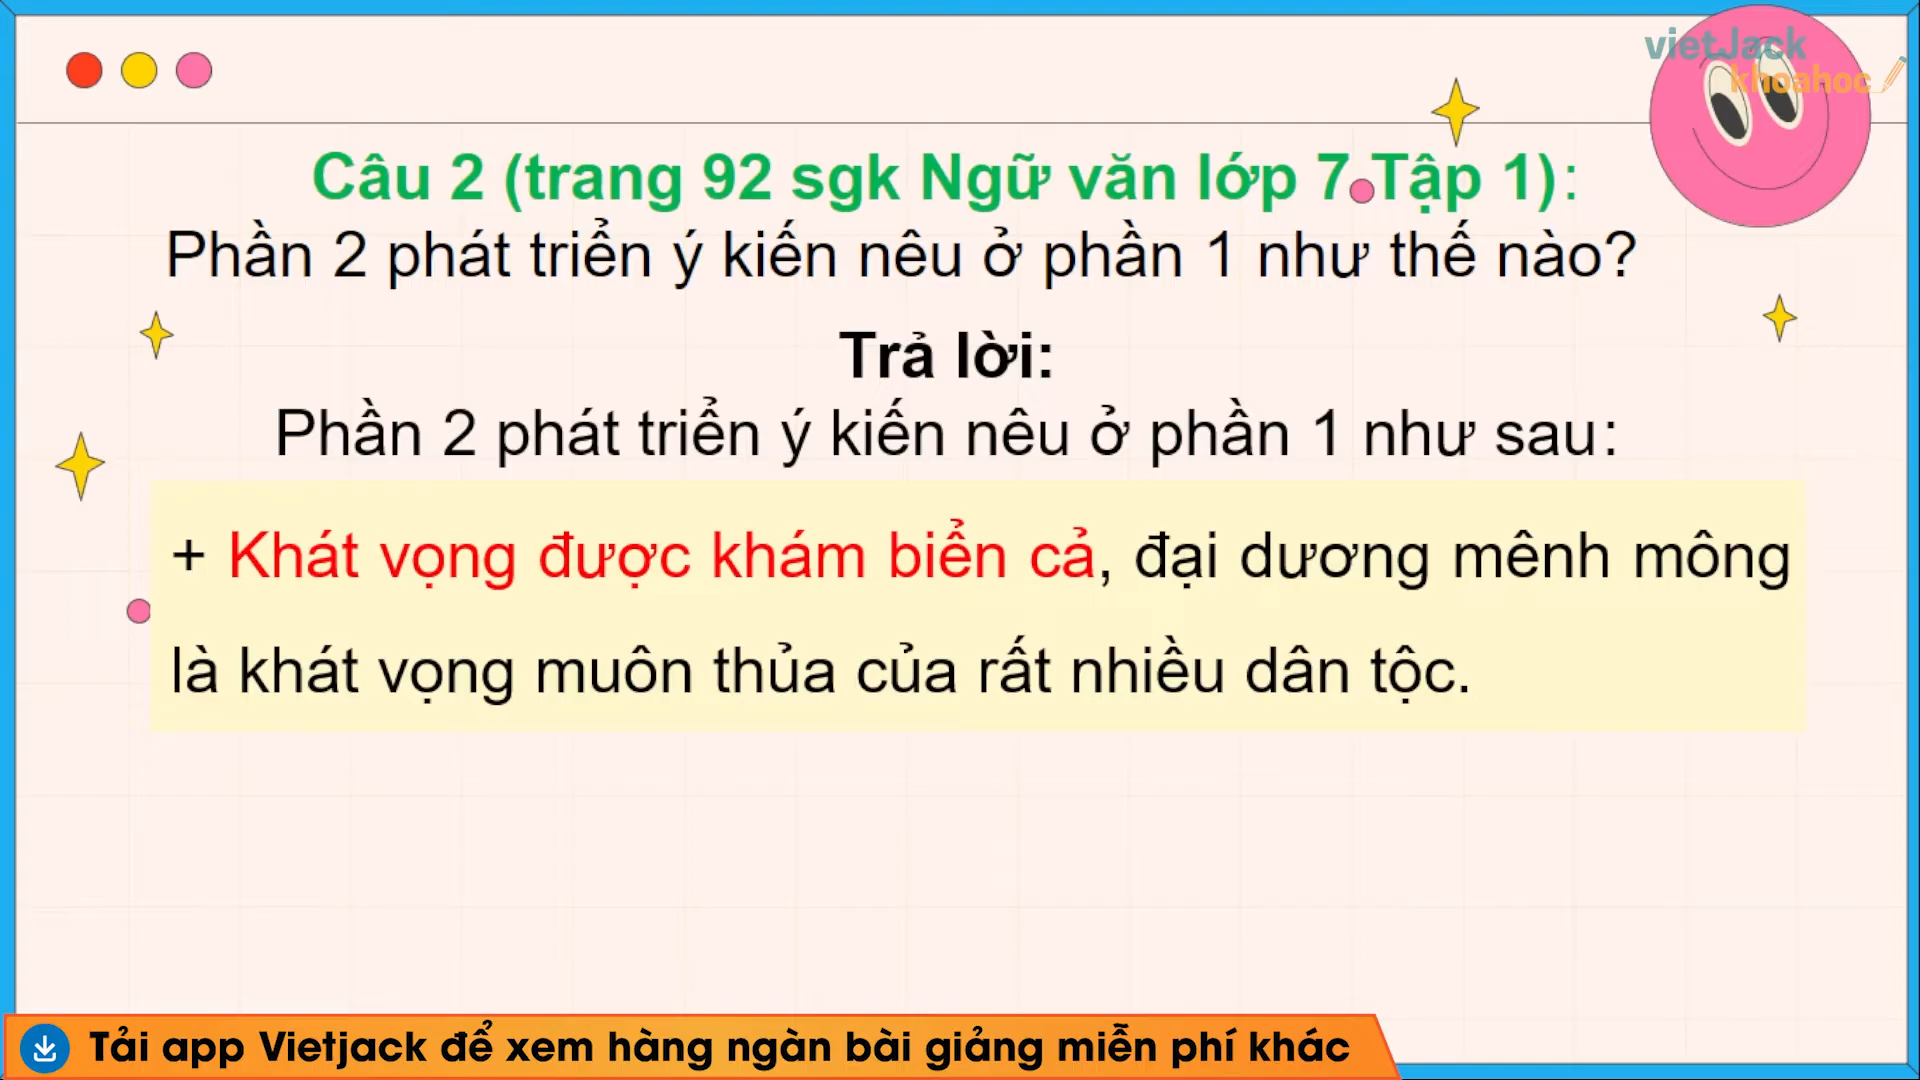 vietJack
khoahoc
Câu 2 (trang 92 sgk Ngữ văn lớp 7 Tập 1):
Phần 2 phát triển ý kiến nêu ở phần 1 như thế nào?
Trả lời:
Phần 2 phát triển ý kiến nêu ở phần 1 như sau:
+ Khát vọng được khám biển cả, đại dương mênh mông
là khát vọng muôn thủa của rất nhiều dân tộc.
Tải app Vietjack để xem hàng ngàn bài giảng miễn phí khác